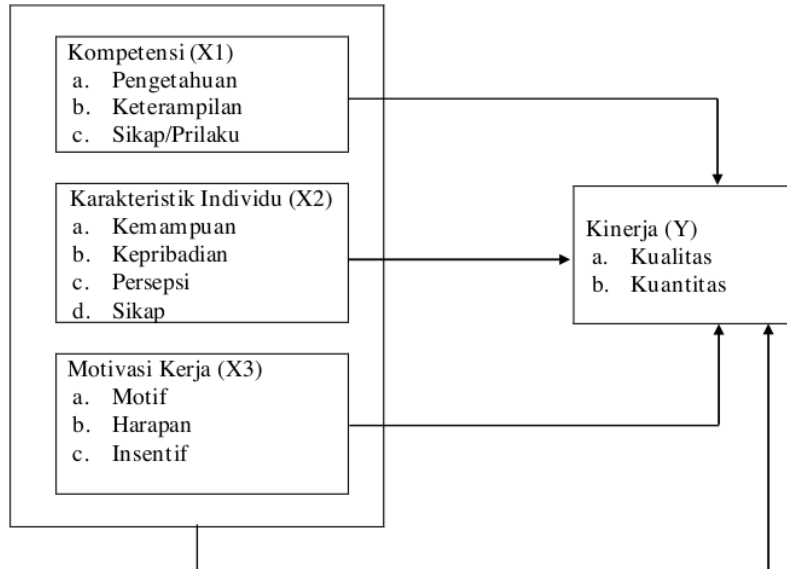 Kompetensi (X1)
a. Pengetahuan
b. Keterampilan
c. Sikap/Prilaku
Karakteristik Individu (X2)
a. Kemampuan
b. Kepribadian
c. Persepsi
d. Sikap
Motivasi Kerja (X3)
a. Motif
b. Harapan
c. Insentif
Kinerja (Y)
a. Kualitas
b. Kuantitas